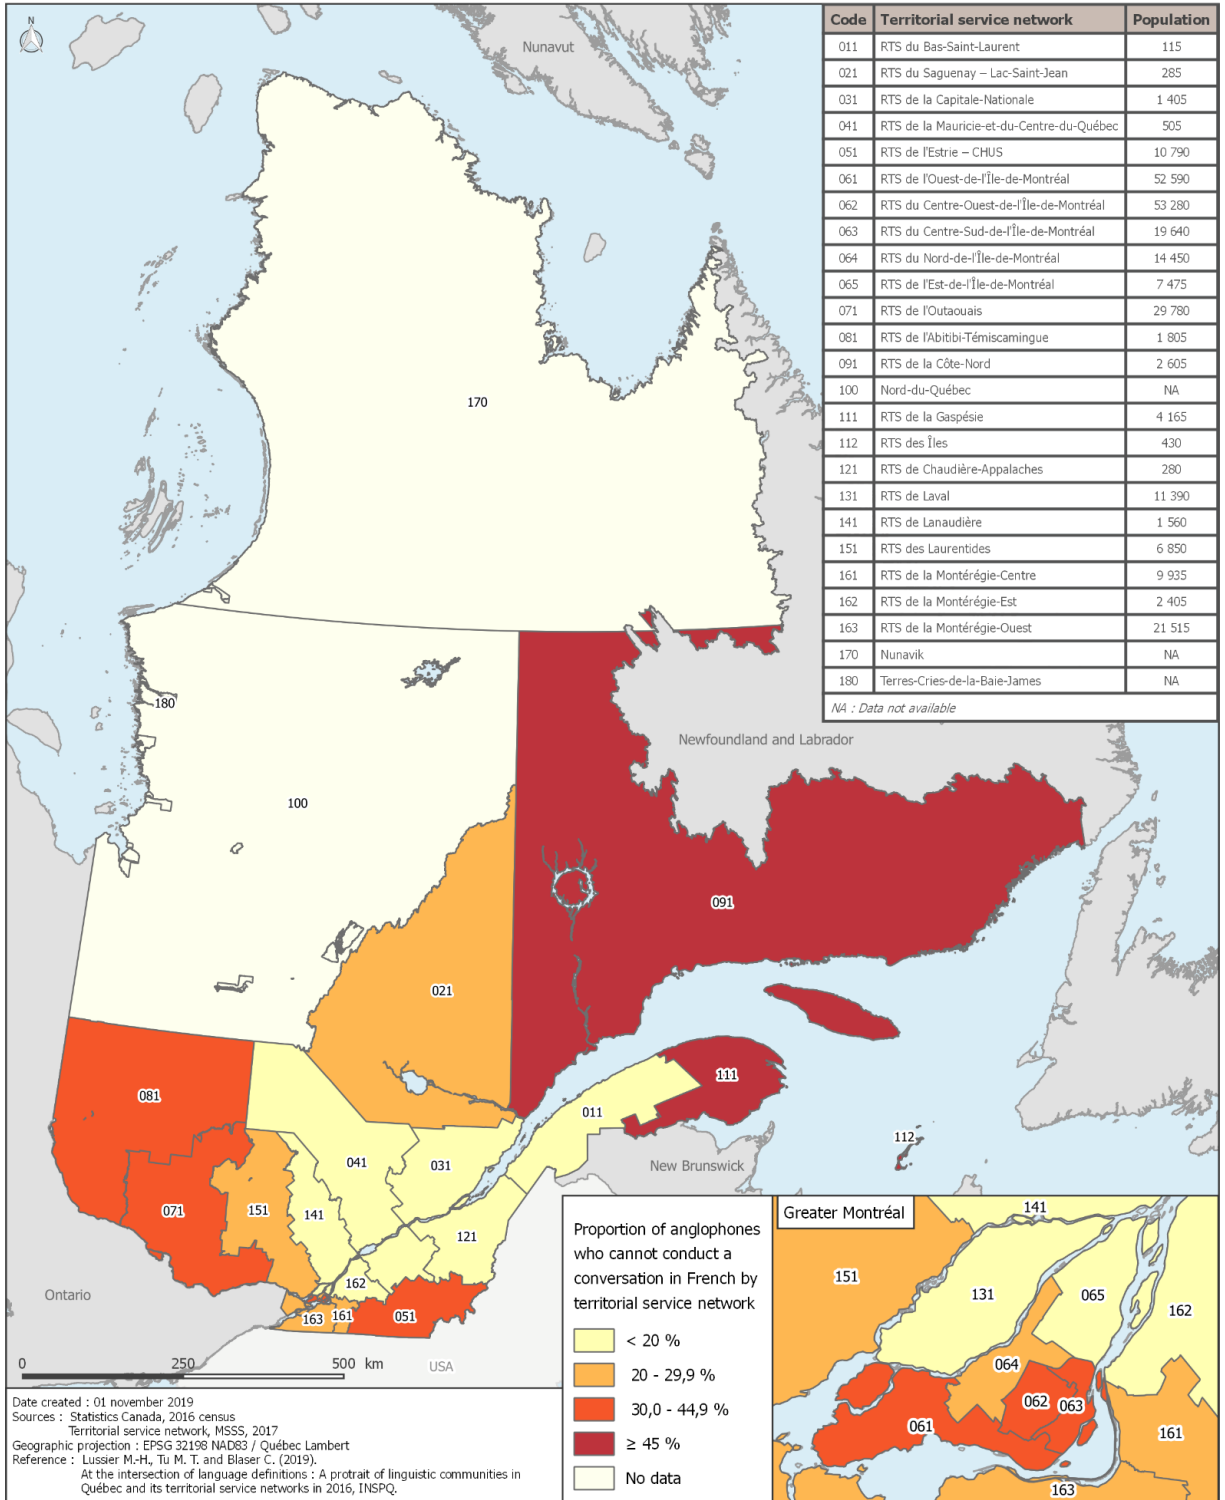 N
Nunavut
Code Territorial service network Population
011 RTS du Bas-Saint-Laurent 115
021 RTS du Saguenay – Lac-Saint-Jean 285
031 RTS de la Capitale-Nationale 1 405
041 RTS de la Mauricie-et-du-Centre-du-Québec 505
051 RTS de l'Estrie – CHUS 10 790
061 RTS de l'Ouest-de-l'Île-de-Montréal 52 590
062 RTS du Centre-Ouest-de-l'Île-de-Montréal 53 280
063 RTS du Centre-Sud-de-l'Île-de-Montréal 19 640
064 RTS du Nord-de-l'Île-de-Montréal 14 450
065 RTS de l'Est-de-l'Île-de-Montréal 7 475
071 RTS de l'Outaouais 29 780
081 RTS de l'Abitibi-Témiscamingue 1 805
091 RTS de la Côte-Nord 2 605
100 Nord-du-Québec NA
111 RTS de la Gaspésie 4 165
112 RTS des Îles 430
121 RTS de Chaudière-Appalaches 280
131 RTS de Laval 11 390
141 RTS de Lanaudière 1 560
151 RTS des Laurentides 6 850
161 RTS de la Montérégie-Centre 9 935
162 RTS de la Montérégie-Est 2 405
163 RTS de la Montérégie-Ouest 21 515
170 Nunavik NA
180 Terres-Cries-de-la-Baie-James NA
NA : Data not available
170
180
Newfoundland and Labrador
100
091
021
111
081
011
112
041
031
New Brunswick
071
151
141
121
162
Ontario
163
161
051
USA
0 250 500 km
Proportion of anglophones
who cannot conduct a
conversation in French by
territorial service network
< 20 %
20 - 29,9 %
30,0 - 44,9 %
≥ 45 %
No data
Greater Montréal
141
151
131
065
162
064
062
063
061
161
163
Date created : 01 november 2019
Sources : Statistics Canada, 2016 census
Territorial service network, MSSS, 2017
Geographic projection : EPSG 32198 NAD83 / Québec Lambert
Reference : Lussier M.-H., Tu M. T. and Blaser C. (2019).
At the intersection of language definitions : A protrait of linguistic communities in
Québec and its territorial service networks in 2016, INSPQ.